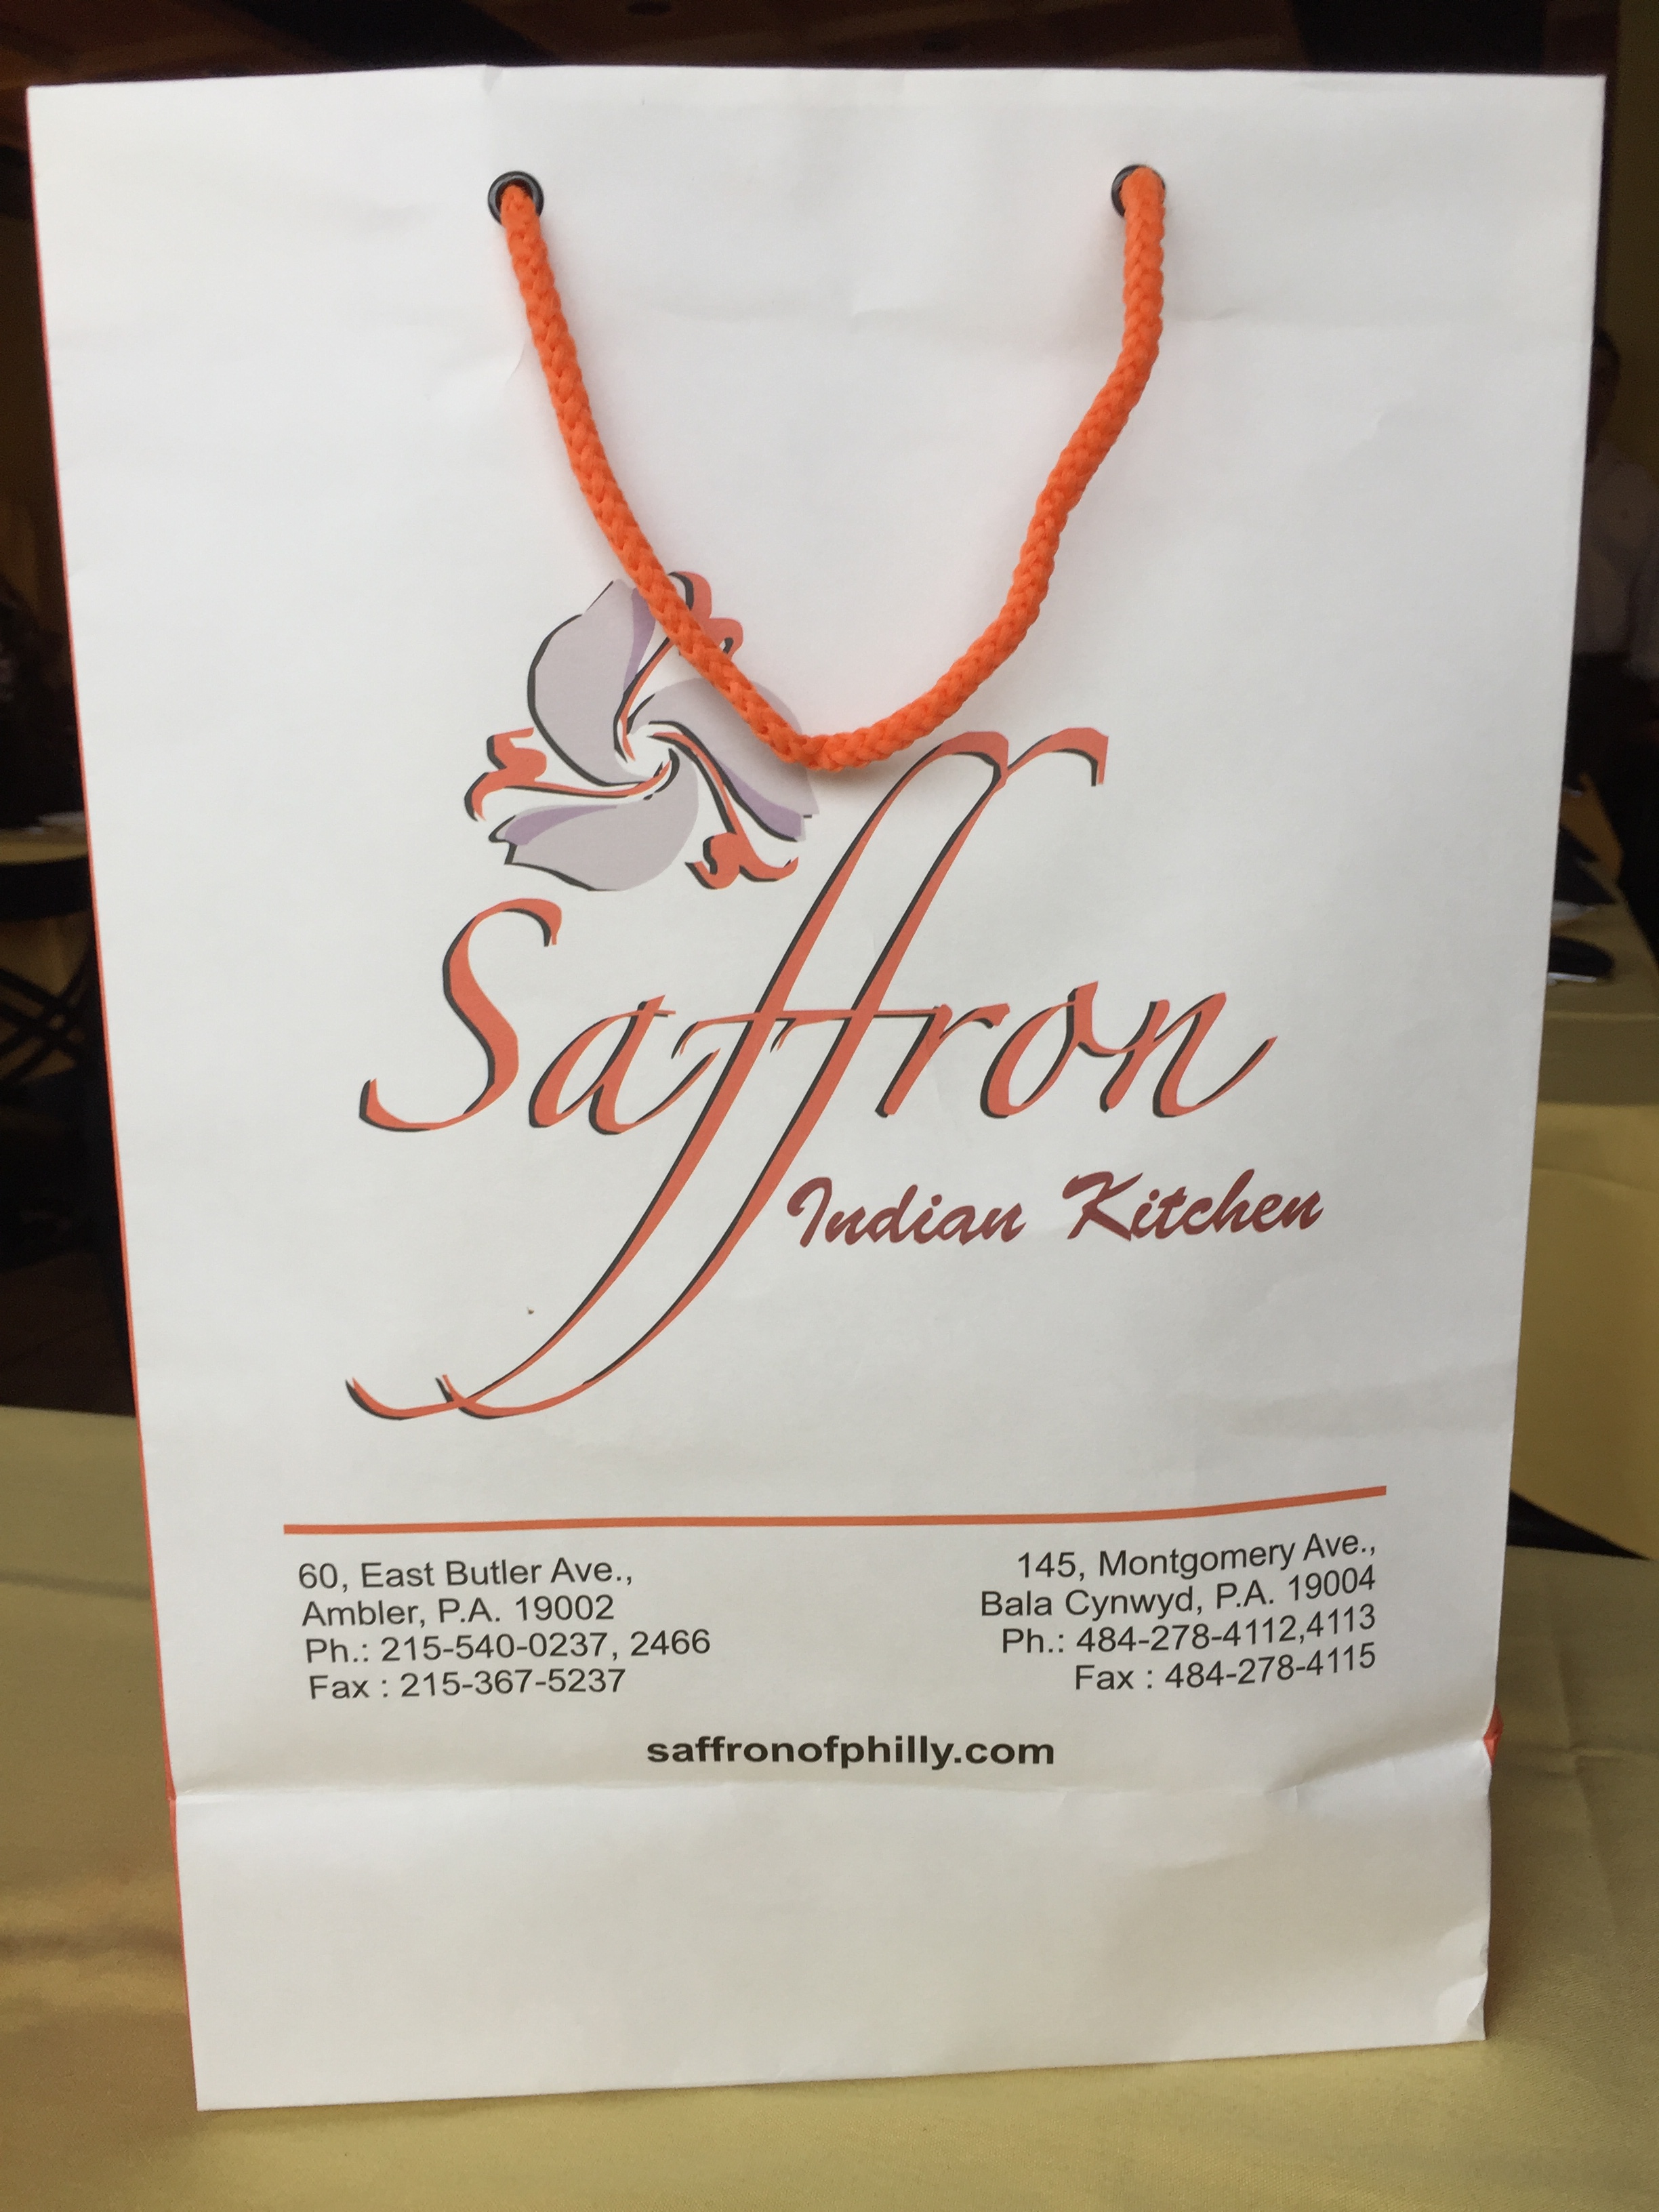 Saffron
Indian Kitchen
60, East Butler Ave.,
Ambler, P.A. 19002
Ph.: 215-540-0237, 2466
Fax : 215-367-5237
145, Montgomery Ave.,
Bala Cynwyd, P.A. 19004
Ph.: 484-278-4112,4113
Fax : 484-278-4115
saffronofphilly.com